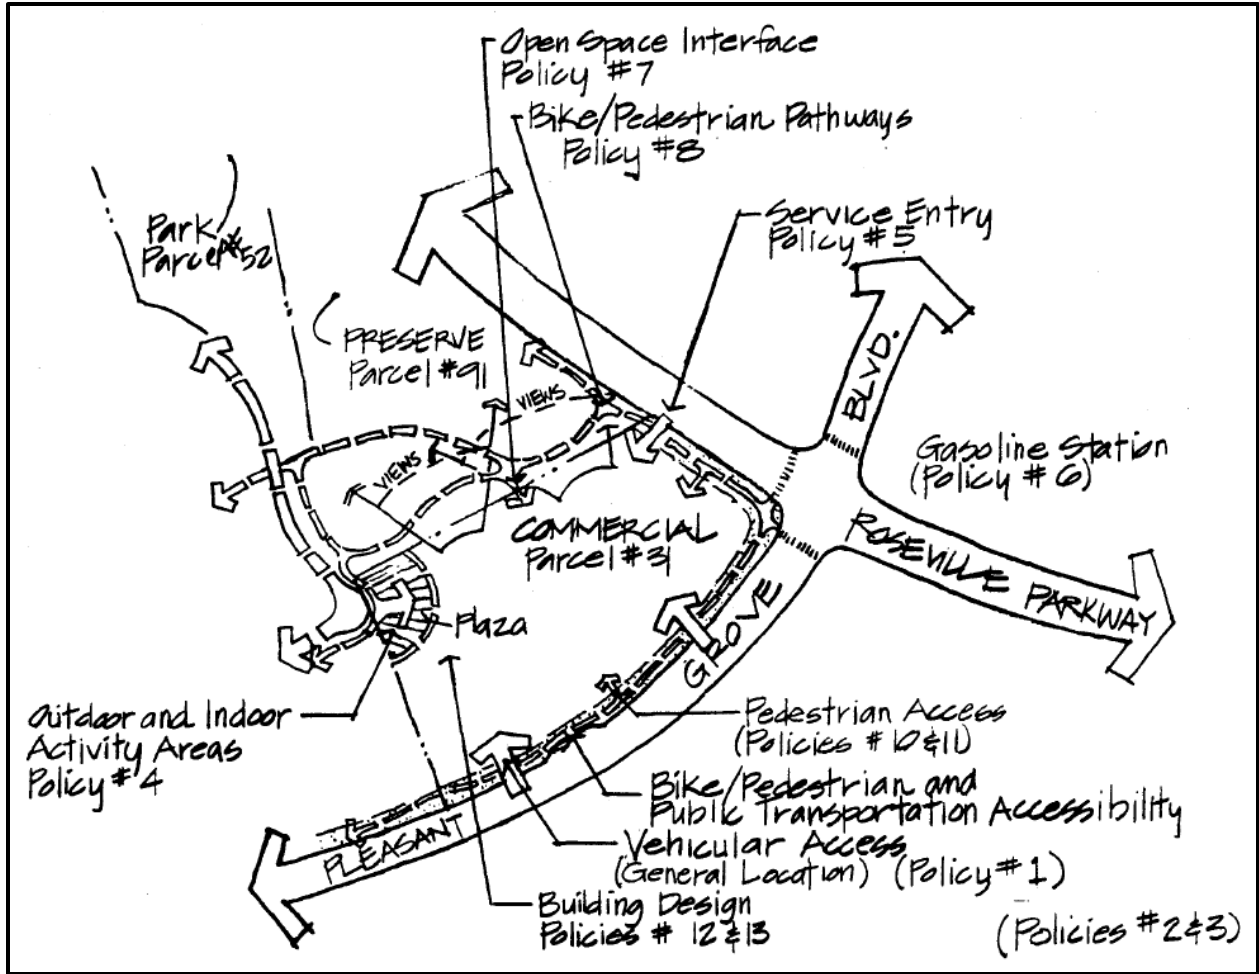 Open Space Interface
Policy #7
Bike/Pedestrian Pathways
Policy #8
Service Entry
Policy #5
Park
Parcel #52
PRESERVE
Parcel #91
VIEWS
VIEWS
BLVD.
Gasoline Station
(Policy #6)
COMMERCIAL
Parcel #31
ROSEVILLE PARKWAY
Plaza
GROVE
Outdoor and Indoor
Activity Areas
Policy #4
Pedestrian Access
(Policies #10 & 11)
Bike/Pedestrian and
Public Transportation Accessibility
PLEASANT
Vehicular Access
(General Location) (Policy #1)
Building Design
Policies # 12 & 13
(Policies #2 & 3)